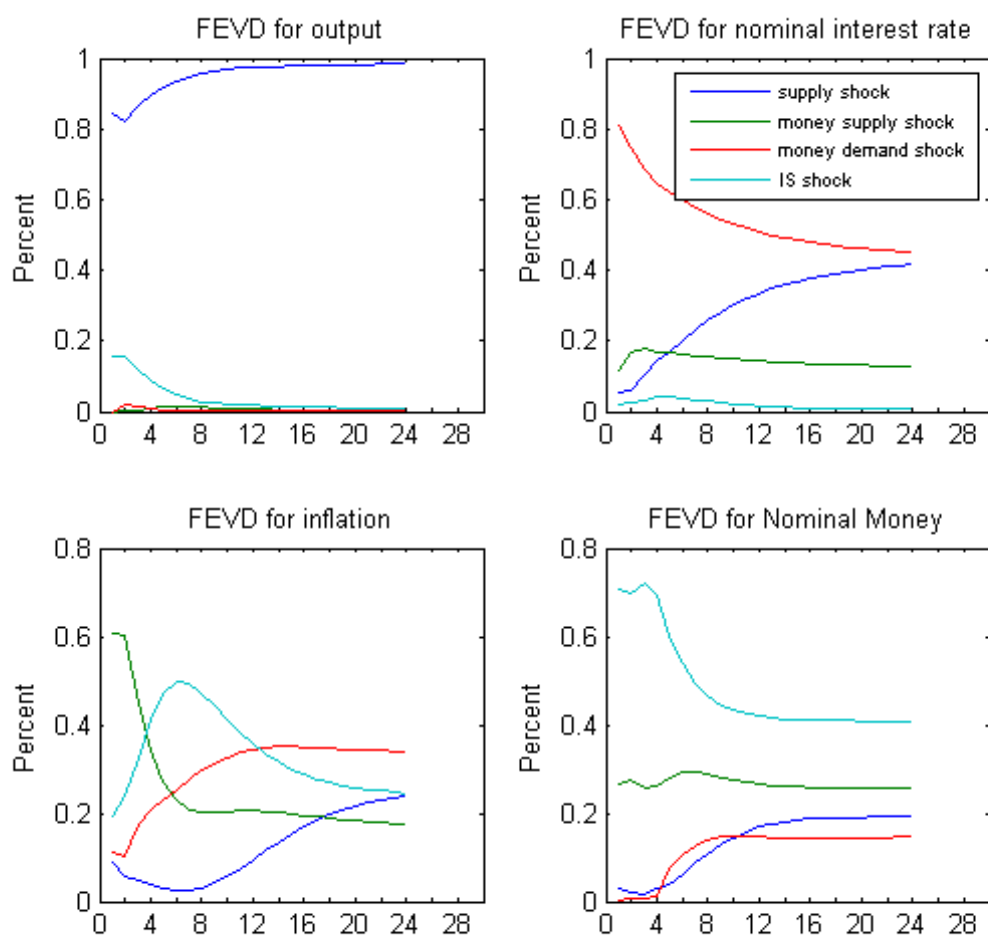 FEVD for output
Percent
1
0.8
0.6
0.4
0.2
0
0 4 8 12 16 20 24 28
FEVD for nominal interest rate
Percent
1
0.8
0.6
0.4
0.2
0
supply shock
money supply shock
money demand shock
IS shock
0 4 8 12 16 20 24 28
FEVD for inflation
Percent
0.8
0.6
0.4
0.2
0
0 4 8 12 16 20 24 28
FEVD for Nominal Money
Percent
0.8
0.6
0.4
0.2
0
0 4 8 12 16 20 24 28